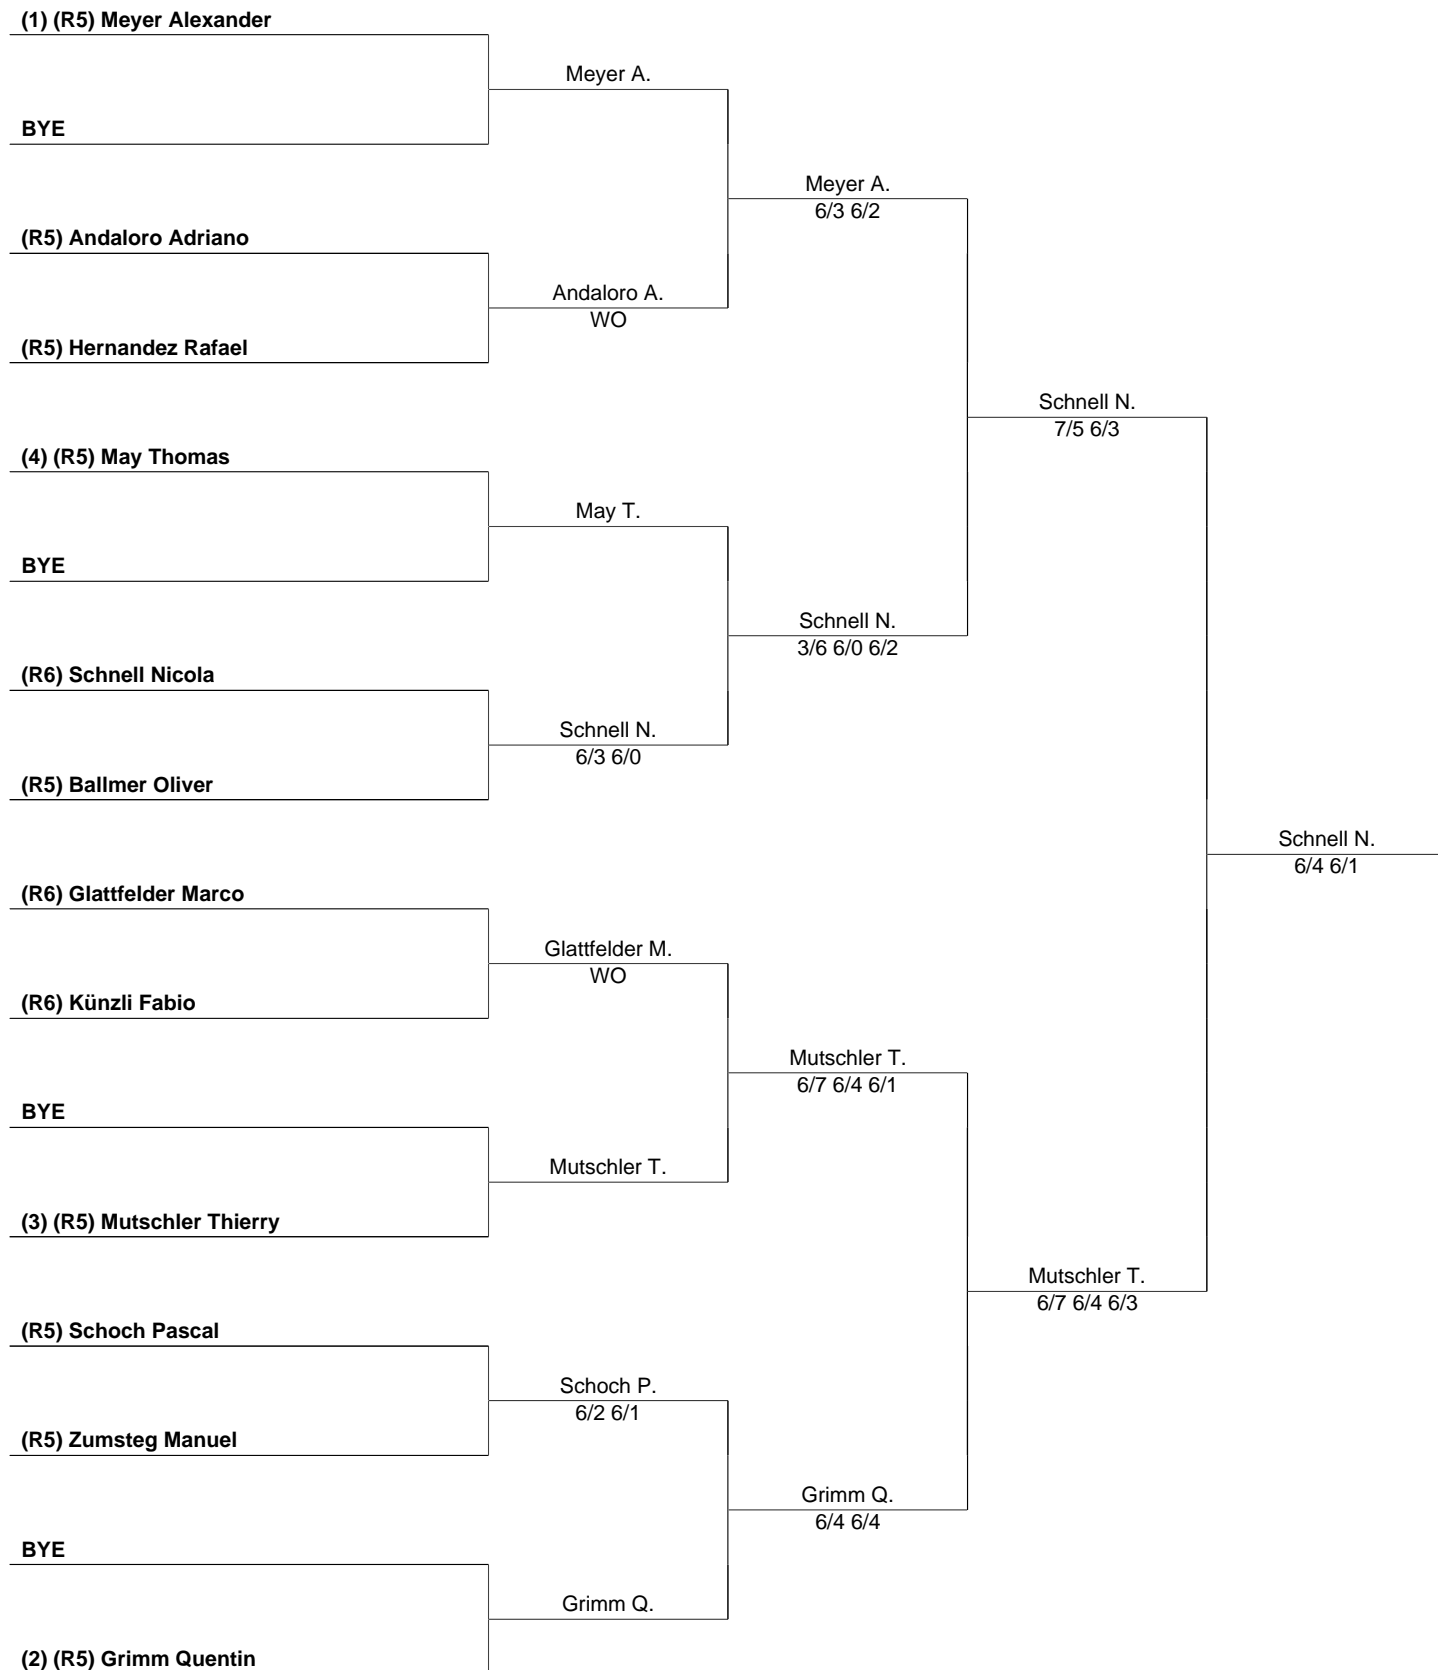 (1) (R5) Meyer Alexander
Meyer A.
BYE
Meyer A.
6/3 6/2
(R5) Andaloro Adriano
Andaloro A.
WO
(R5) Hernandez Rafael
Schnell N.
7/5 6/3
(4) (R5) May Thomas
May T.
BYE
Schnell N.
3/6 6/0 6/2
(R6) Schnell Nicola
Schnell N.
6/3 6/0
(R5) Ballmer Oliver
Schnell N.
6/4 6/1
(R6) Glattfelder Marco
Glattfelder M.
WO
(R6) Künzli Fabio
Mutschler T.
6/7 6/4 6/1
BYE
Mutschler T.
(3) (R5) Mutschler Thierry
Mutschler T.
6/7 6/4 6/3
(R5) Schoch Pascal
Schoch P.
6/2 6/1
(R5) Zumsteg Manuel
Grimm Q.
6/4 6/4
BYE
Grimm Q.
(2) (R5) Grimm Quentin